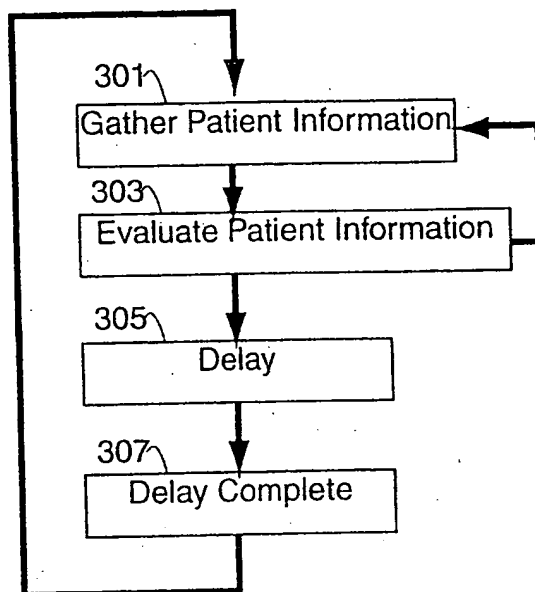 301
Gather Patient Information
303
Evaluate Patient Information
305
Delay
307
Delay Complete